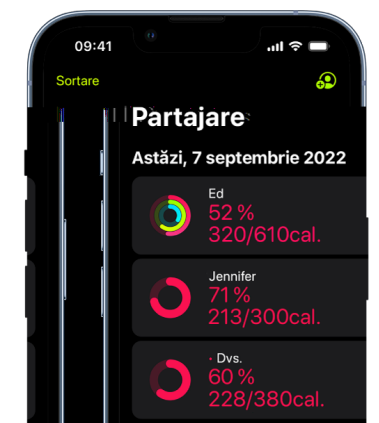 09:41
Sortare
Partajare
Astăzi, 7 septembrie 2022
Ed
52 %
320/610cal.
Jennifer
71 %
213/300cal.
· Dvs.
60 %
228/380cal.